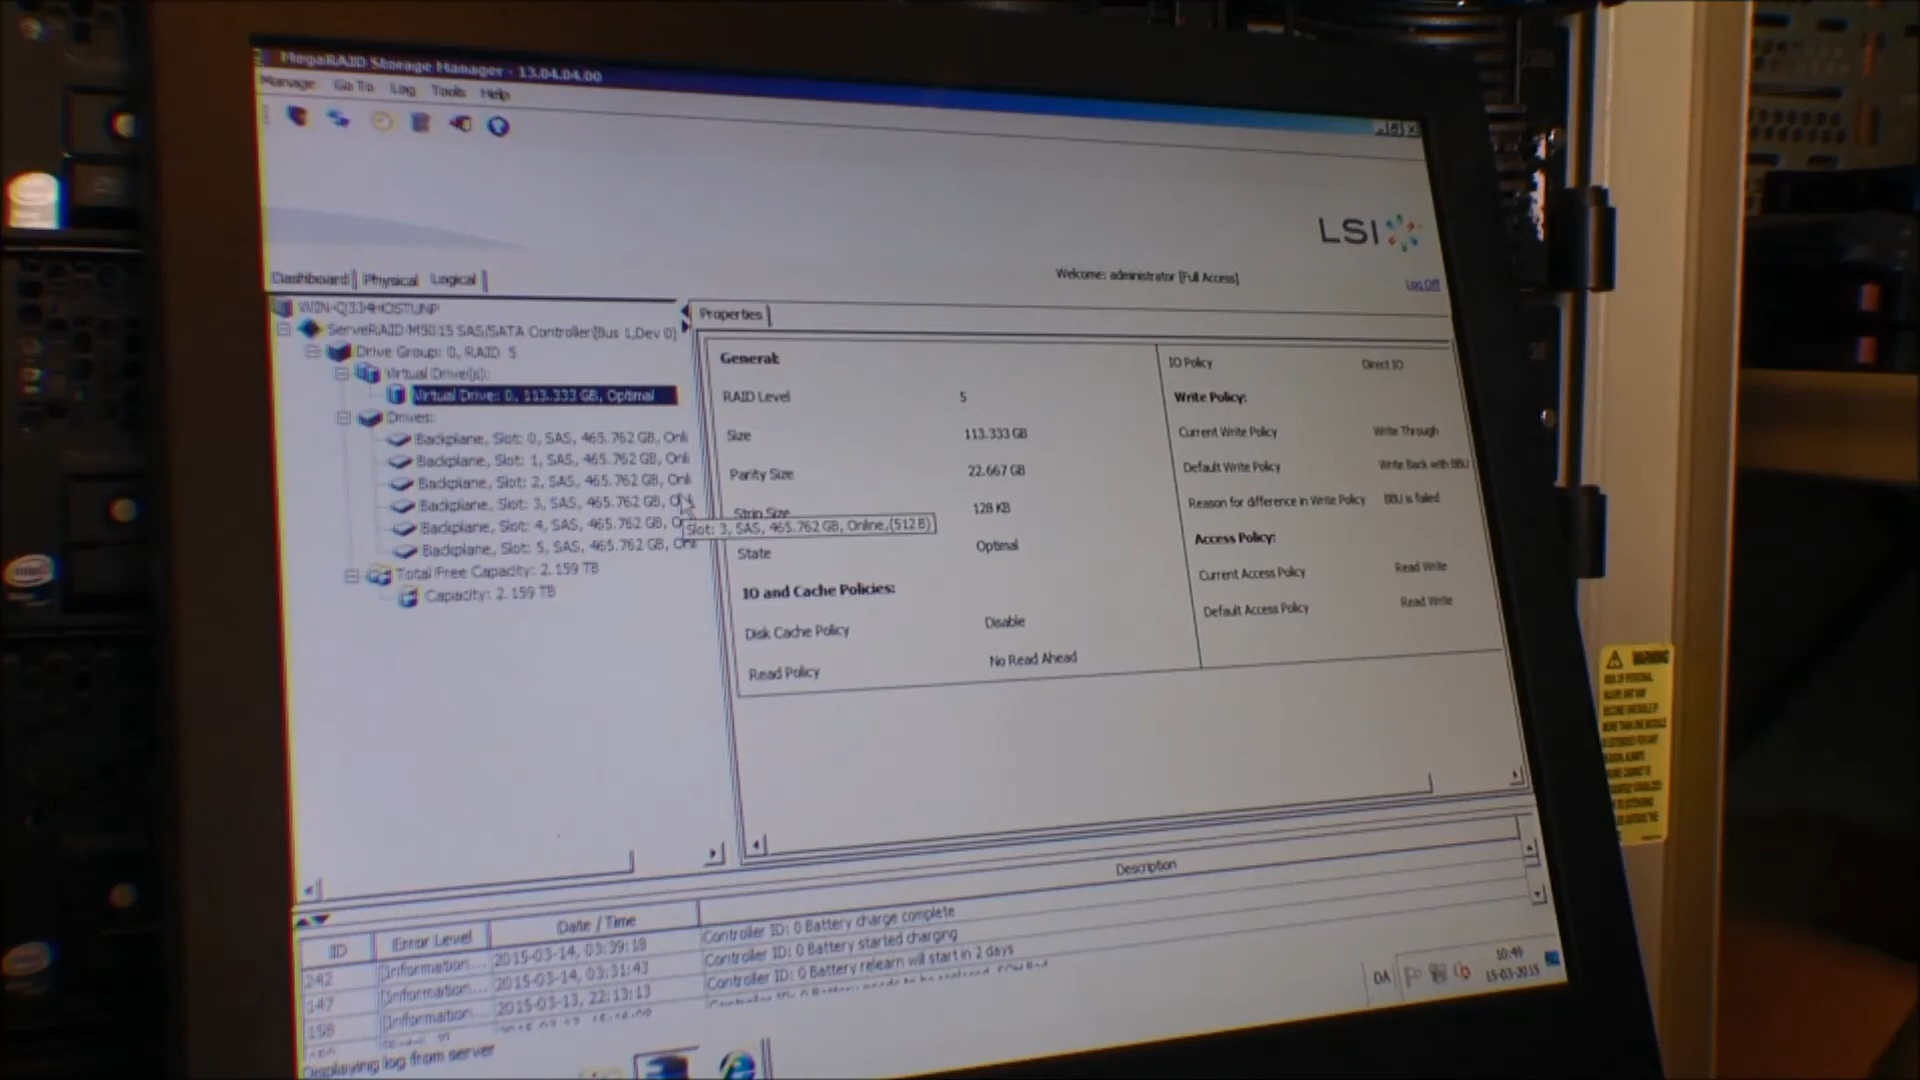 MegaRAID Storage Manager - 13.04.04.00
Manage Go To Log Tools Help
LSI
Welcome: administrator [Full Access]
Log Off
Dashboard Physical Logical
ServeRAID M5015 SAS/SATA Controller(Bus 1,Dev 0)
Drive Group: 0, RAID 5
Virtual Drive(s):
Virtual Drive: 0, 113.333 GB, Optimal
Drives:
Backplane, Slot: 0, SAS, 465.762 GB, Onli
Backplane, Slot: 1, SAS, 465.762 GB, Onli
Backplane, Slot: 2, SAS, 465.762 GB, Onli
Backplane, Slot: 3, SAS, 465.762 GB, O
Backplane, Slot: 4, SAS, 465.762 GB, O
Backplane, Slot: 5, SAS, 465.762 GB, Onli
Slot: 3, SAS, 465.762 GB, Online,(512 B)
Total Free Capacity: 2.159 TB
Capacity: 2.159 TB
Properties
General:
RAID Level 5
Size 113.333 GB
Parity Size 22.667 GB
Strip Size 128 KB
State Optimal
IO and Cache Policies:
Disk Cache Policy Disable
Read Policy No Read Ahead
IO Policy Direct IO
Write Policy:
Current Write Policy Write Through
Default Write Policy Write Back with BBU
Reason for difference in Write Policy BBU is failed
Access Policy:
Current Access Policy Read Write
Default Access Policy Read Write
ID Error Level Date / Time Description
242 [Information... 2015-03-14, 03:39:18 Controller ID: 0 Battery charge complete
147 [Information... 2015-03-14, 03:31:43 Controller ID: 0 Battery started charging
158 [Information... 2015-03-13, 22:13:13 Controller ID: 0 Battery relearn will start in 2 days
Controller ID: 0 Battery needs to be replaced
Displaying log from server
DA
10:49
15-03-2015
WARNING